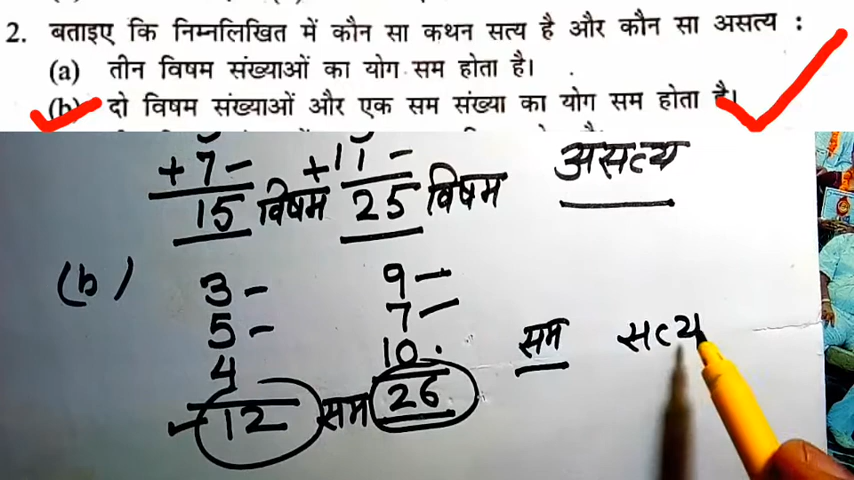 2. बताइए कि निम्नलिखित में कौन सा कथन सत्य है और कौन सा असत्य :
(a) तीन विषम संख्याओं का योग सम होता है।
(b) दो विषम संख्याओं और एक सम संख्या का योग सम होता है।
+7 - +11 - असत्य
15 विषम 25 विषम
(b) 3 - 9 -
5 - 7 -
4 10. सम सत्य
12 सम 26